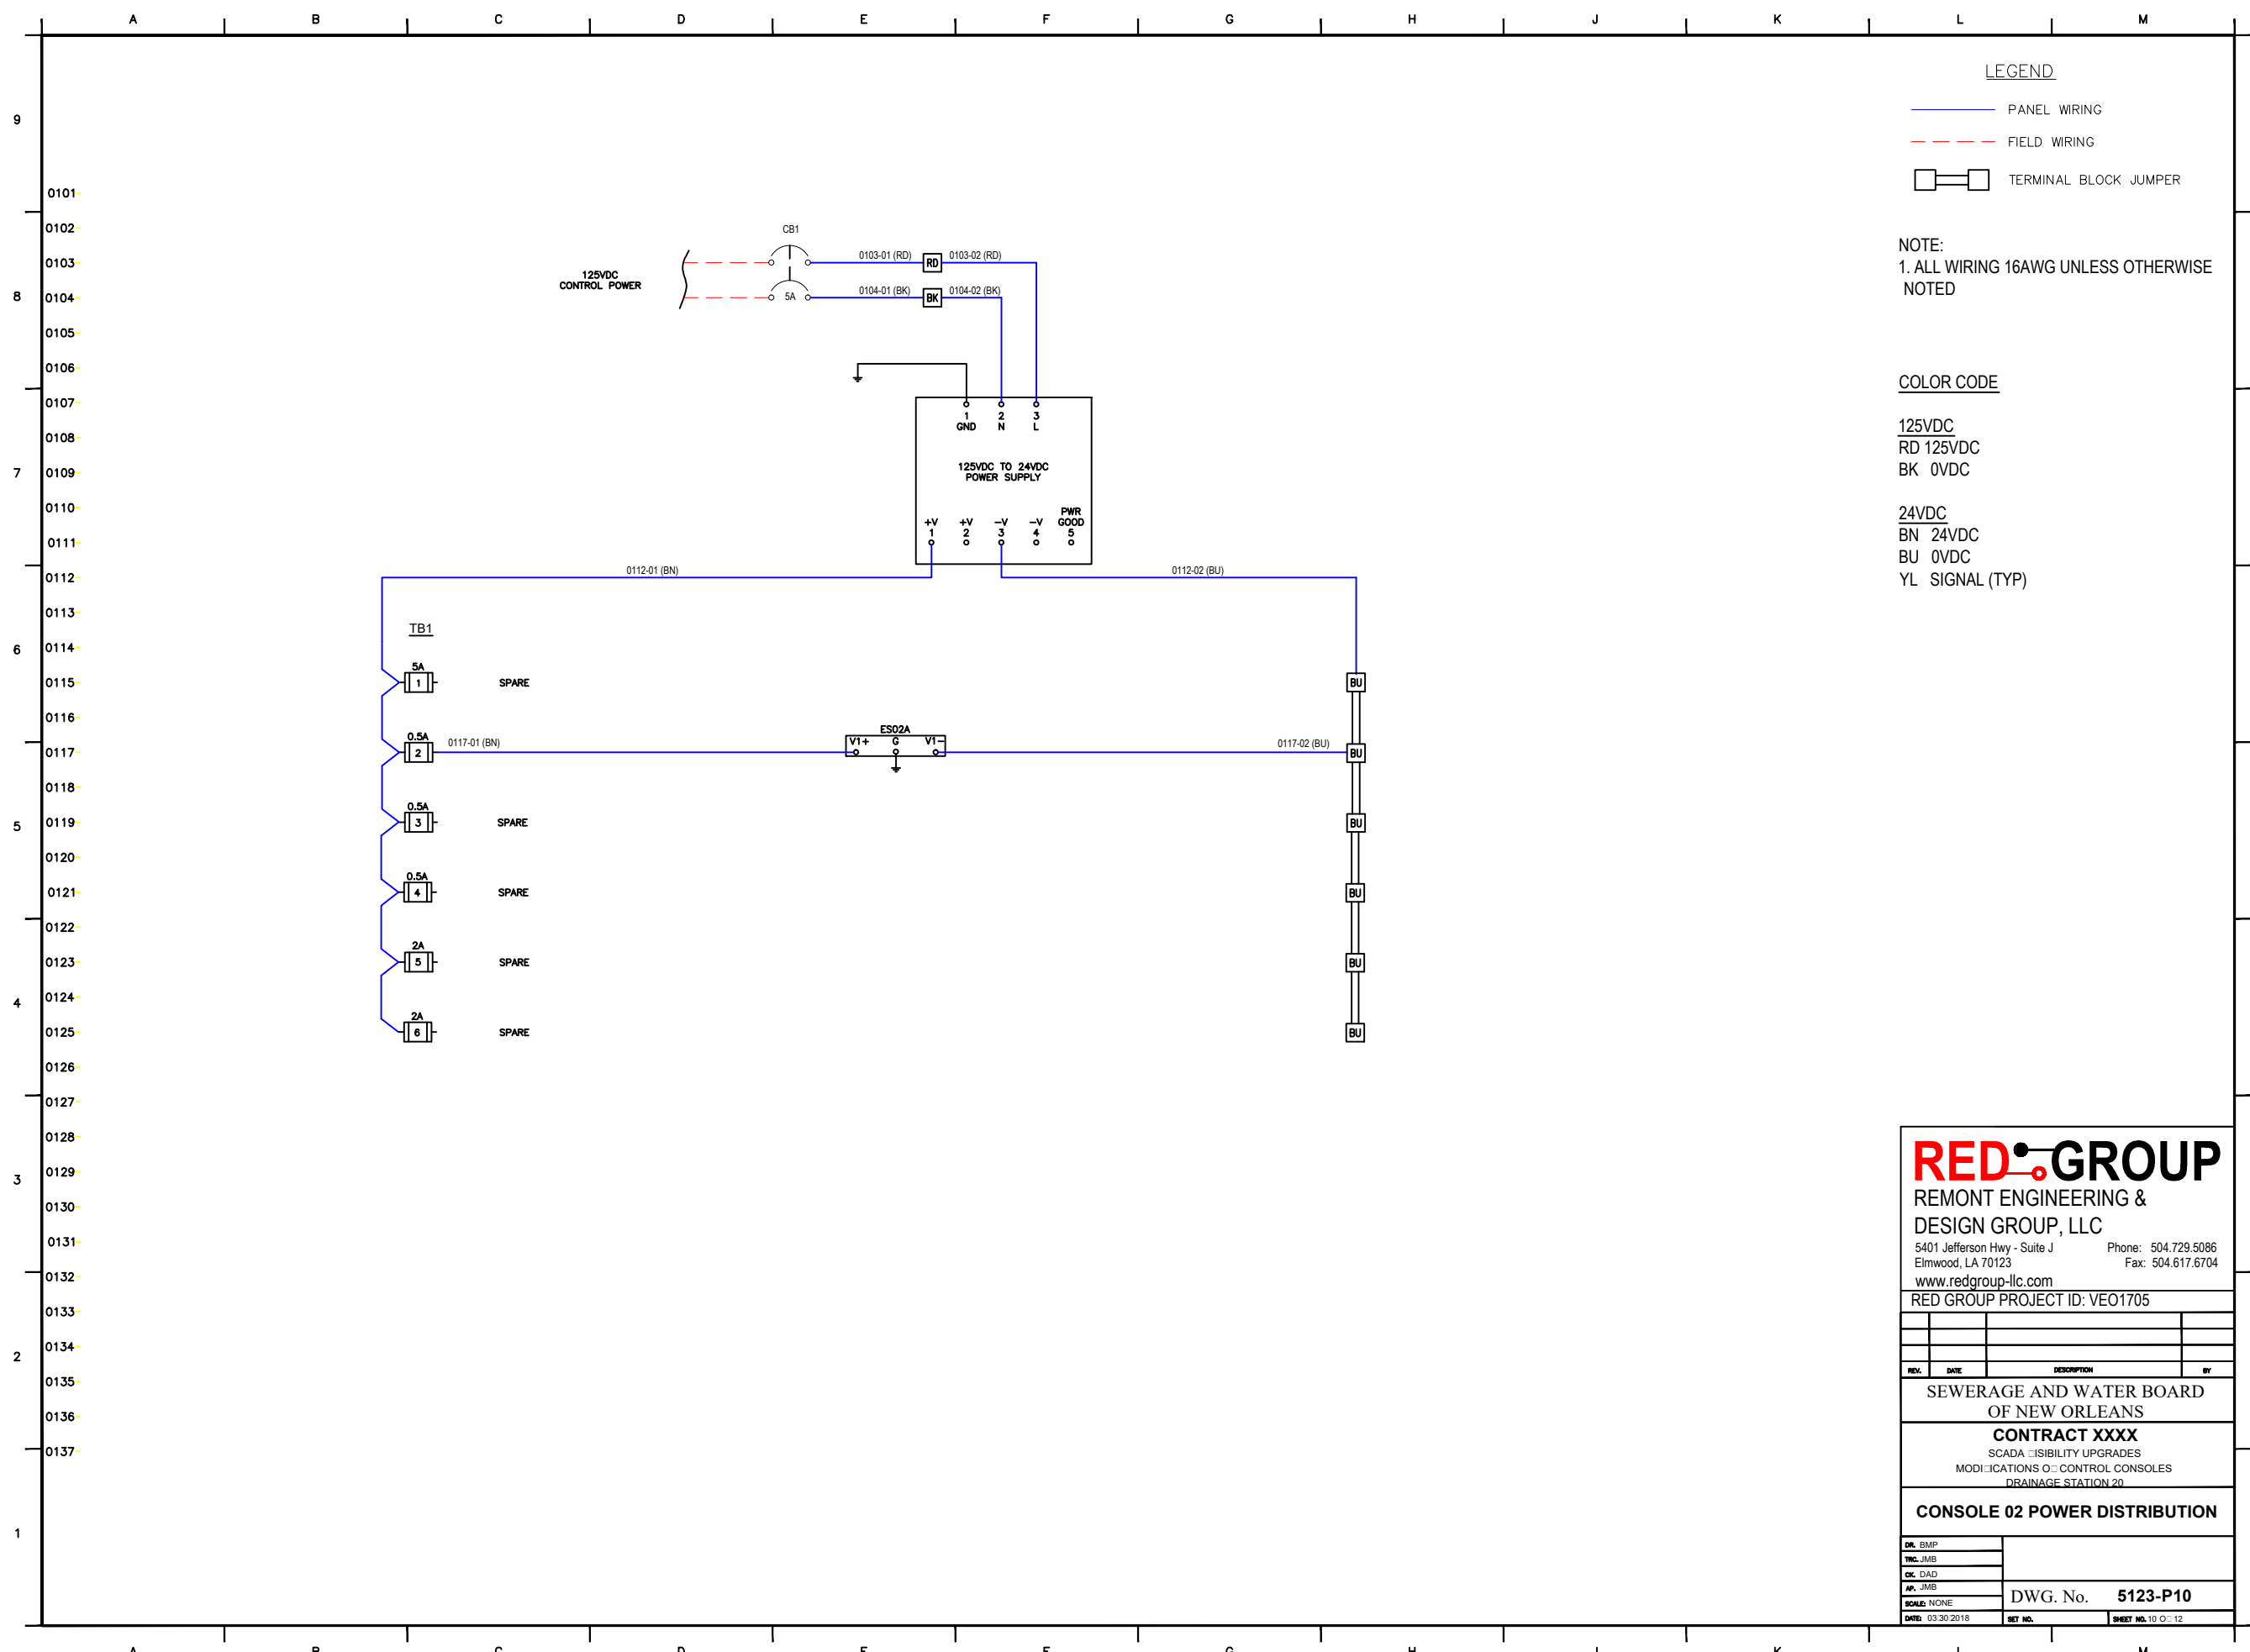 A B C D E F G H J K L M
9
8
7
6
5
4
3
2
1
0101
0102
0103
0104
0105
0106
0107
0108
0109
0110
0111
0112
0113
0114
0115
0116
0117
0118
0119
0120
0121
0122
0123
0124
0125
0126
0127
0128
0129
0130
0131
0132
0133
0134
0135
0136
0137
CB1
5A
125VDC
CONTROL POWER
0103-01 (RD) RD 0103-02 (RD)
0104-01 (BK) BK 0104-02 (BK)
1 2 3
GND N L
125VDC TO 24VDC
POWER SUPPLY
PWR
+V +V -V -V GOOD
1 2 3 4 5
0112-01 (BN) 0112-02 (BU)
TB1
5A
1 SPARE BU
0.5A
2 0117-01 (BN)
ES02A
V1+ G V1-
0117-02 (BU) BU
0.5A
3 SPARE BU
0.5A
4 SPARE BU
2A
5 SPARE BU
2A
6 SPARE BU
LEGEND
PANEL WIRING
FIELD WIRING
TERMINAL BLOCK JUMPER
NOTE:
1. ALL WIRING 16AWG UNLESS OTHERWISE
NOTED
COLOR CODE
125VDC
RD 125VDC
BK 0VDC
24VDC
BN 24VDC
BU 0VDC
YL SIGNAL (TYP)
RED GROUP
REMONT ENGINEERING &
DESIGN GROUP, LLC
5401 Jefferson Hwy - Suite J Phone: 504.729.5086
Elmwood, LA 70123 Fax: 504.617.6704
www.redgroup-llc.com
RED GROUP PROJECT ID: VEO1705
REV. DATE DESCRIPTION BY
SEWERAGE AND WATER BOARD
OF NEW ORLEANS
CONTRACT XXXX
SCADA □ISIBILITY UPGRADES
MODI□ICATIONS O□ CONTROL CONSOLES
DRAINAGE STATION 20
CONSOLE 02 POWER DISTRIBUTION
DR. BMP
TRC. JMB
CK. DAD
AP. JMB
SCALE: NONE
DATE: 03.30.2018
DWG. No. 5123-P10
SET NO. SHEET NO. 10 O□ 12
A B C D E F G H J K L M